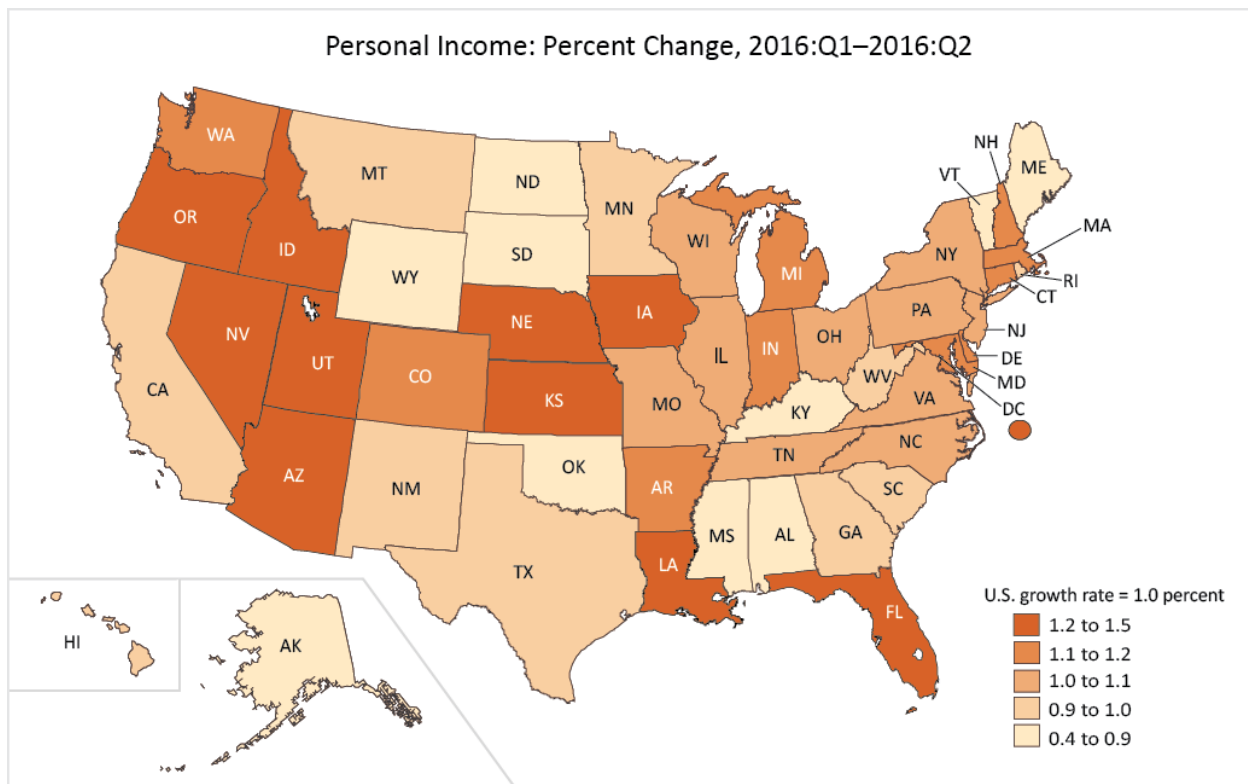 Personal Income: Percent Change, 2016:Q1–2016:Q2
WA
MT
ND
MN
NH
VT
ME
OR
ID
WY
SD
WI
MI
NY
MA
RI
CT
NV
UT
CO
NE
IA
IL
IN
OH
PA
NJ
DE
MD
DC
CA
KS
MO
KY
WV
VA
AZ
NM
OK
AR
TN
NC
SC
TX
LA
MS
AL
GA
FL
HI
AK
U.S. growth rate = 1.0 percent
1.2 to 1.5
1.1 to 1.2
1.0 to 1.1
0.9 to 1.0
0.4 to 0.9